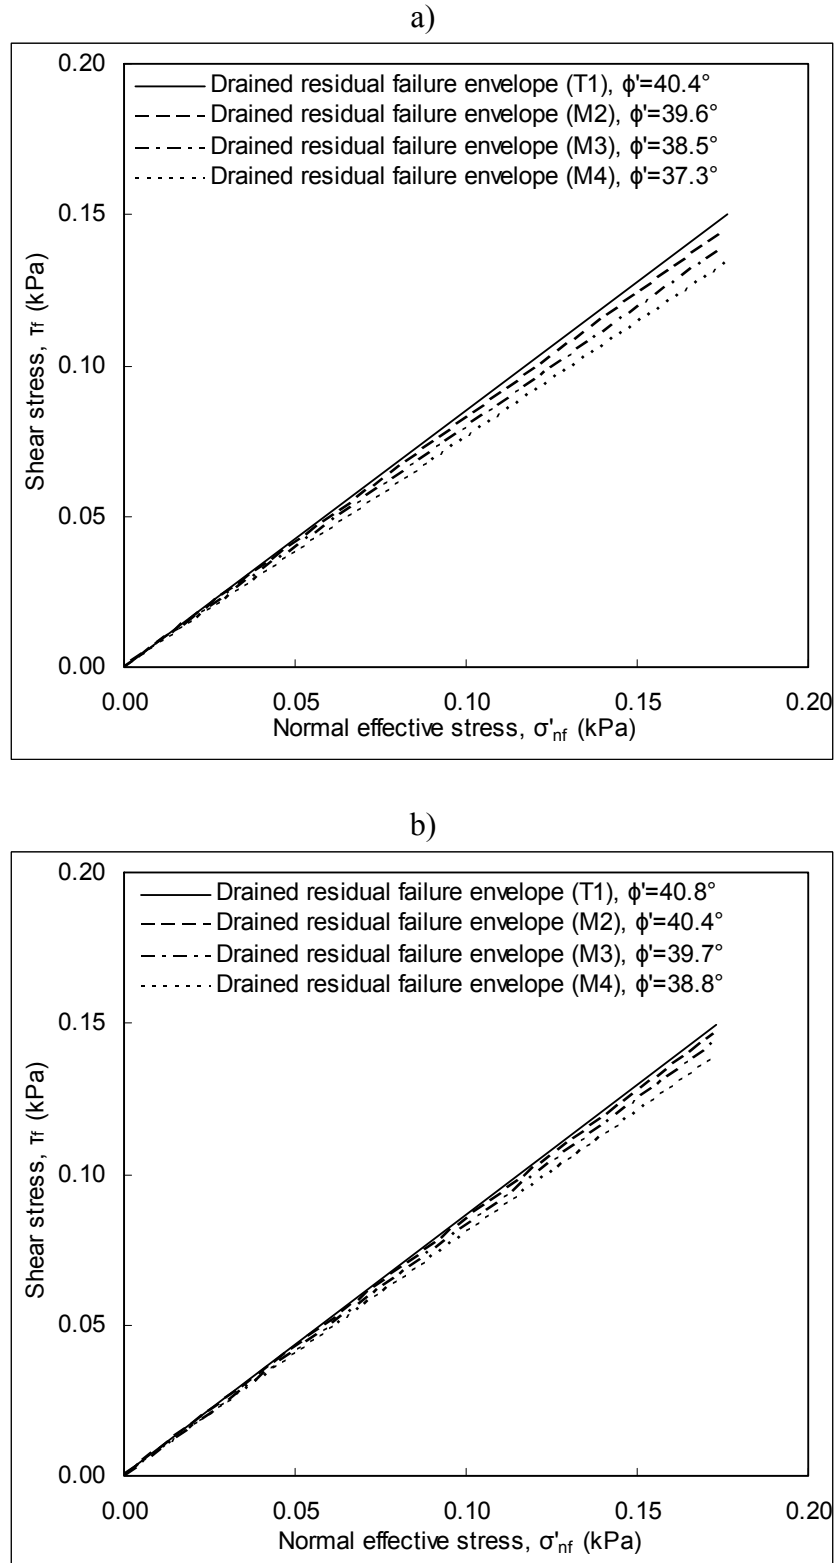 a)
0.20
Drained residual failure envelope (T1), ϕ'=40.4°
Drained residual failure envelope (M2), ϕ'=39.6°
Drained residual failure envelope (M3), ϕ'=38.5°
Drained residual failure envelope (M4), ϕ'=37.3°
0.15
Shear stress, τf (kPa)
0.10
0.05
0.00
0.00 0.05 0.10 0.15 0.20
Normal effective stress, σ'nf (kPa)
b)
0.20
Drained residual failure envelope (T1), ϕ'=40.8°
Drained residual failure envelope (M2), ϕ'=40.4°
Drained residual failure envelope (M3), ϕ'=39.7°
Drained residual failure envelope (M4), ϕ'=38.8°
0.15
Shear stress, τf (kPa)
0.10
0.05
0.00
0.00 0.05 0.10 0.15 0.20
Normal effective stress, σ'nf (kPa)